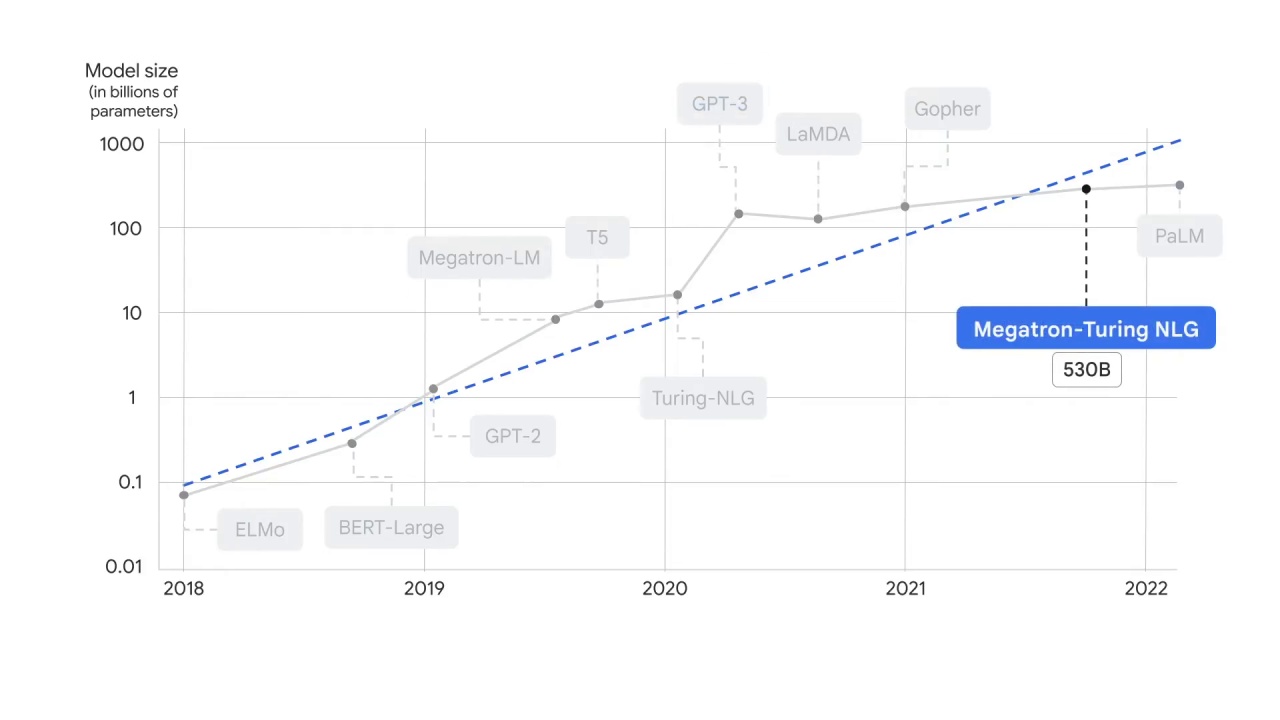 Model size
(in billions of
parameters)
1000
100
10
1
0.1
0.01
2018
2019
2020
2021
2022
ELMo
BERT-Large
GPT-2
Megatron-LM
T5
Turing-NLG
GPT-3
LaMDA
Gopher
Megatron-Turing NLG
530B
PaLM